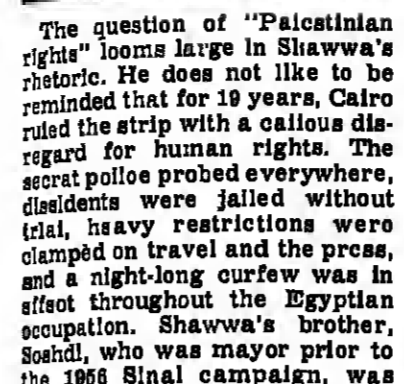 The question of "Palestinian
rights" looms large in Shawwa's
rhetoric. He does not like to be
reminded that for 19 years, Cairo
ruled the strip with a callous dis-
regard for human rights. The
secret police probed everywhere,
dissidents were jailed without
trial, heavy restrictions were
clamped on travel and the press,
and a night-long curfew was in
effect throughout the Egyptian
occupation. Shawwa's brother,
who was mayor prior to
the 1956 Sinai campaign, was